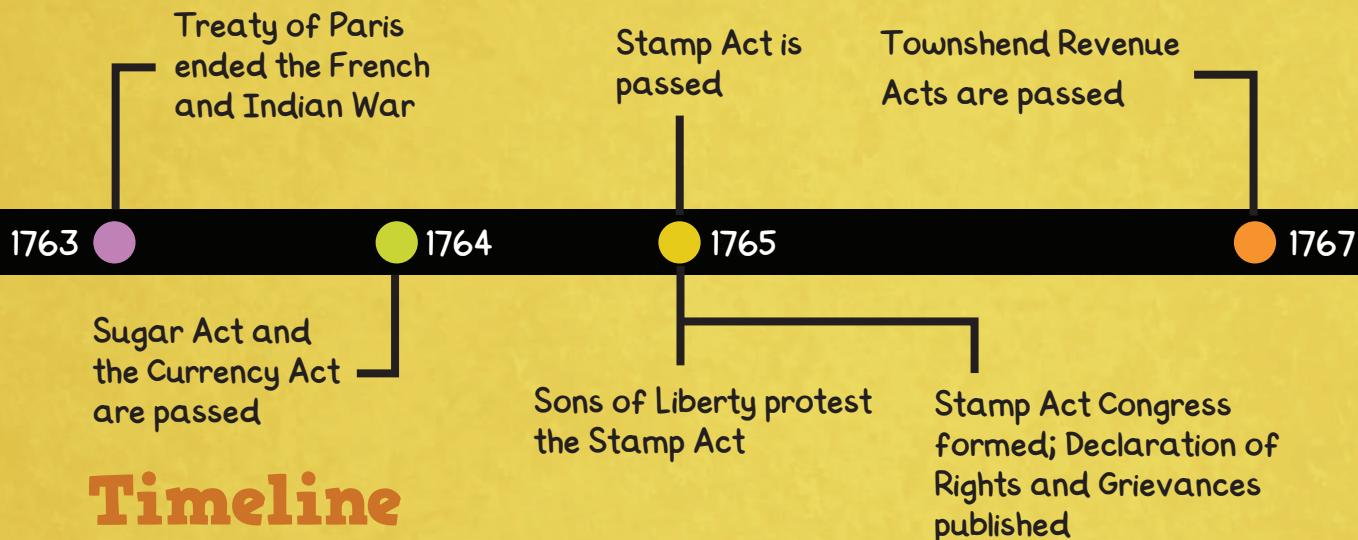 Treaty of Paris
ended the French
and Indian War
Stamp Act is
passed
Townshend Revenue
Acts are passed
1763
1764
1765
1767
Sugar Act and
the Currency Act
are passed
Sons of Liberty protest
the Stamp Act
Stamp Act Congress
formed; Declaration of
Rights and Grievances
published
Timeline